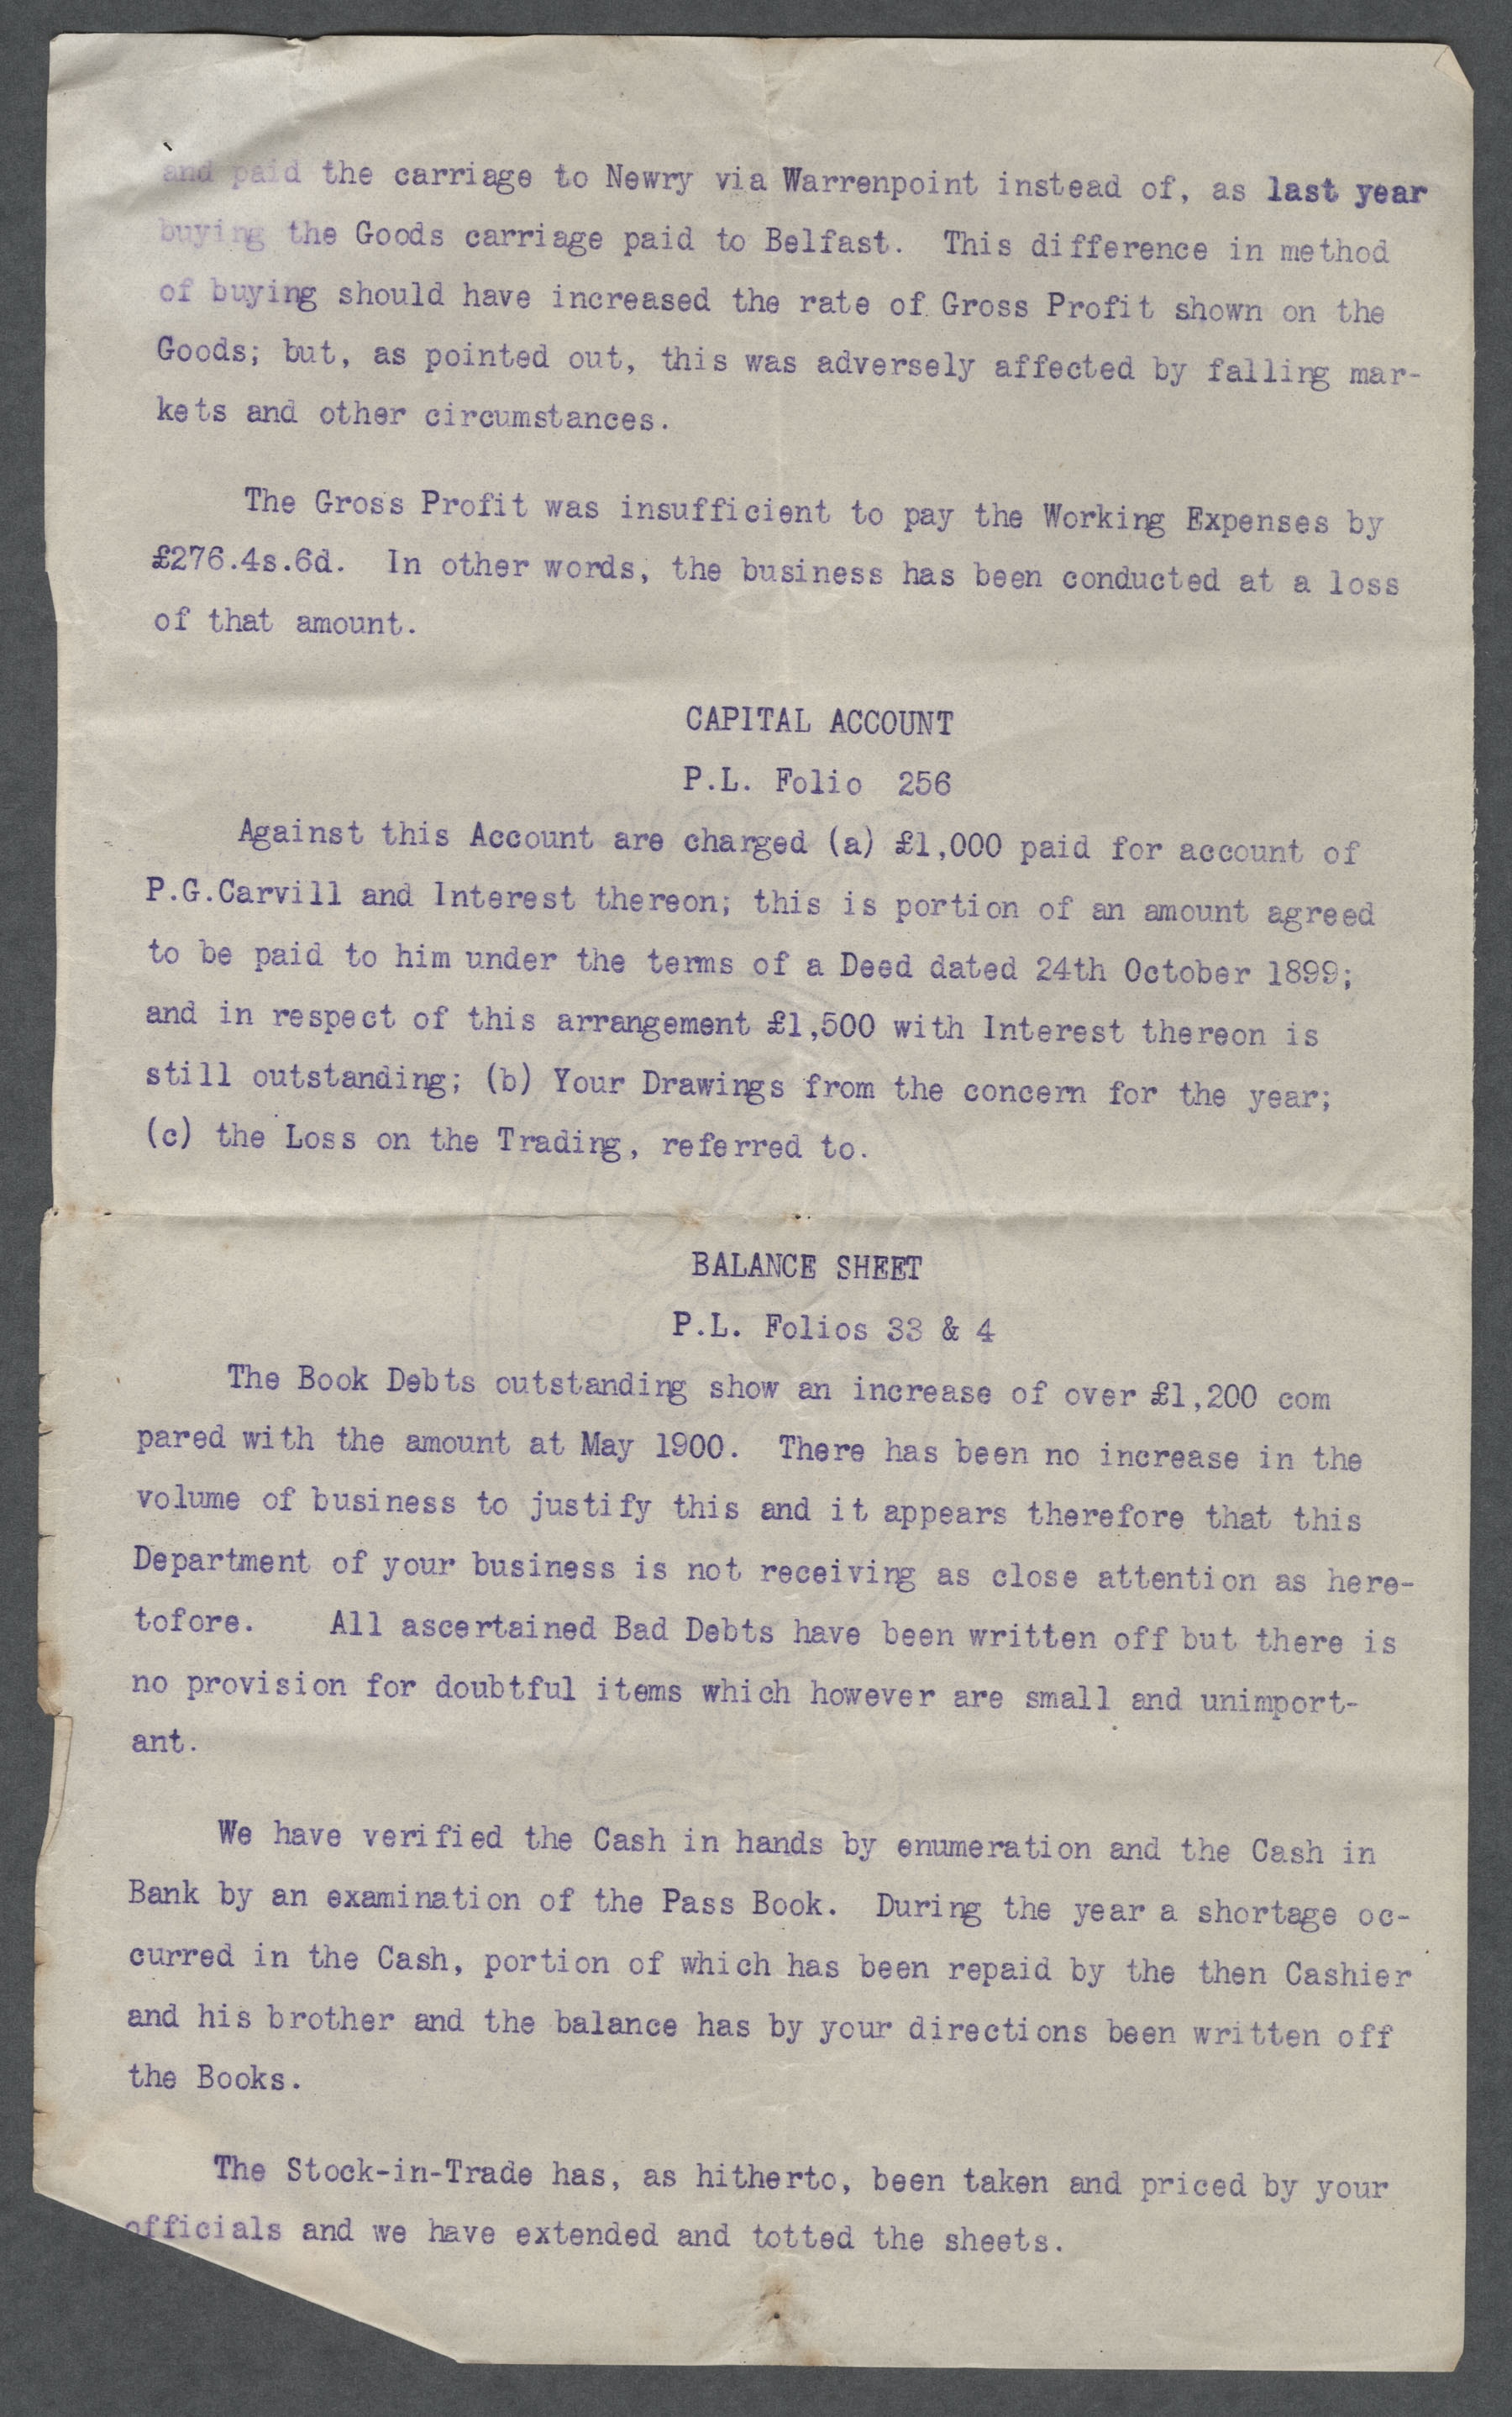 and paid the carriage to Newry via Warrenpoint instead of, as last year
buying the Goods carriage paid to Belfast. This difference in method
of buying should have increased the rate of Gross Profit shown on the
Goods; but, as pointed out, this was adversely affected by falling mar-
kets and other circumstances.
The Gross Profit was insufficient to pay the Working Expenses by
£276.4s.6d. In other words, the business has been conducted at a loss
of that amount.
CAPITAL ACCOUNT
P.L. Folio 256
Against this Account are charged (a) £1,000 paid for account of
P.G.Carvill and Interest thereon; this is portion of an amount agreed
to be paid to him under the terms of a Deed dated 24th October 1899;
and in respect of this arrangement £1,500 with Interest thereon is
still outstanding; (b) Your Drawings from the concern for the year;
(c) the Loss on the Trading, referred to.
BALANCE SHEET
P.L. Folios 33 & 4
The Book Debts outstanding show an increase of over £1,200 com
pared with the amount at May 1900. There has been no increase in the
volume of business to justify this and it appears therefore that this
Department of your business is not receiving as close attention as here-
tofore. All ascertained Bad Debts have been written off but there is
no provision for doubtful items which however are small and unimport-
ant.
We have verified the Cash in hands by enumeration and the Cash in
Bank by an examination of the Pass Book. During the year a shortage oc-
curred in the Cash, portion of which has been repaid by the then Cashier
and his brother and the balance has by your directions been written off
the Books.
The Stock-in-Trade has, as hitherto, been taken and priced by your
officials and we have extended and totted the sheets.